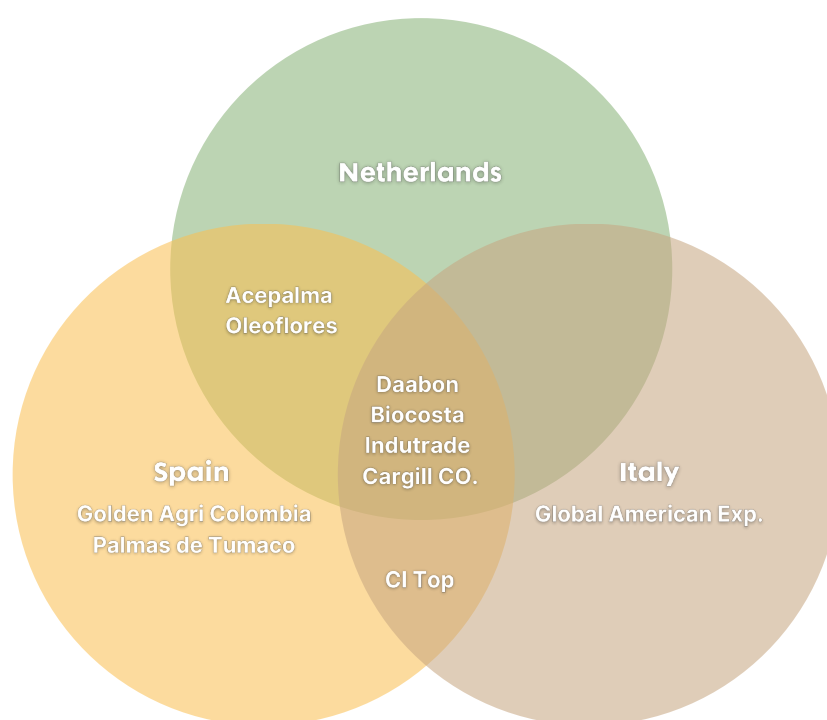 Netherlands
Acepalma
Oleoflores
Daabon
Biocosta
Indutrade
Cargill CO.
Spain
Golden Agri Colombia
Palmas de Tumaco
Italy
Global American Exp.
CI Top